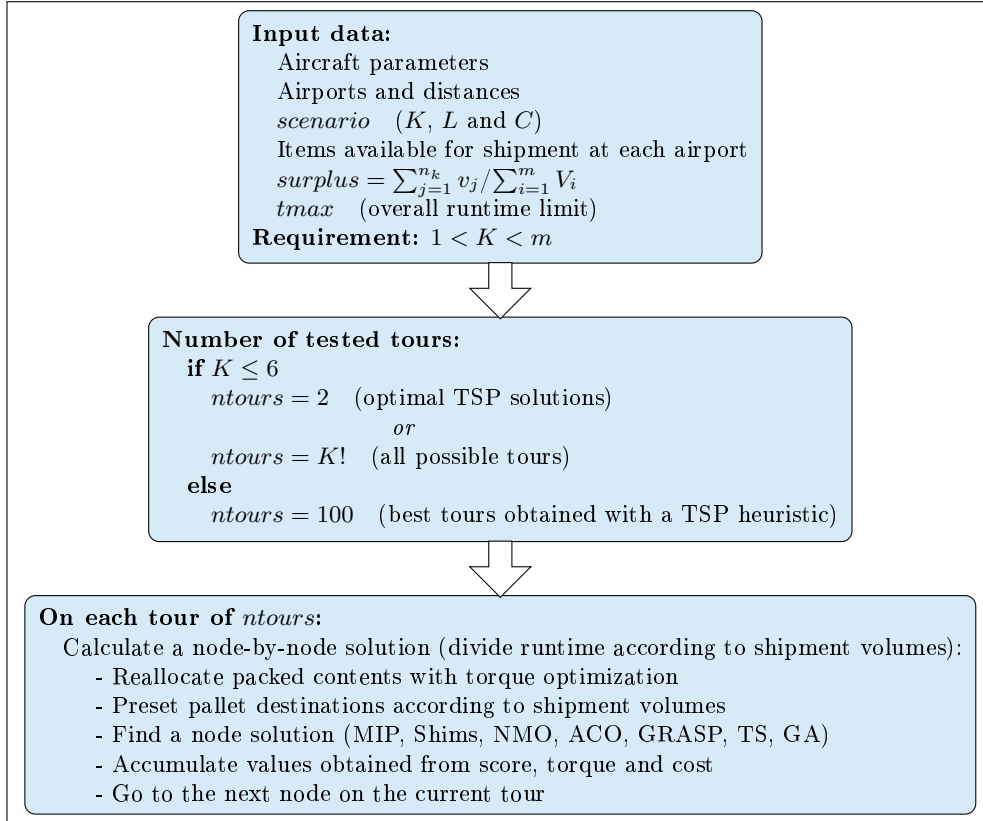 Input data:
Aircraft parameters
Airports and distances
scenario (K, L and C)
Items available for shipment at each airport
surplus = ∑_{j=1}^{n_k} v_j / ∑_{i=1}^{m} V_i
tmax (overall runtime limit)
Requirement: 1 < K < m
Number of tested tours:
if K ≤ 6
ntours = 2 (optimal TSP solutions)
or
ntours = K! (all possible tours)
else
ntours = 100 (best tours obtained with a TSP heuristic)
On each tour of ntours:
Calculate a node-by-node solution (divide runtime according to shipment volumes):
- Reallocate packed contents with torque optimization
- Preset pallet destinations according to shipment volumes
- Find a node solution (MIP, Shims, NMO, ACO, GRASP, TS, GA)
- Accumulate values obtained from score, torque and cost
- Go to the next node on the current tour